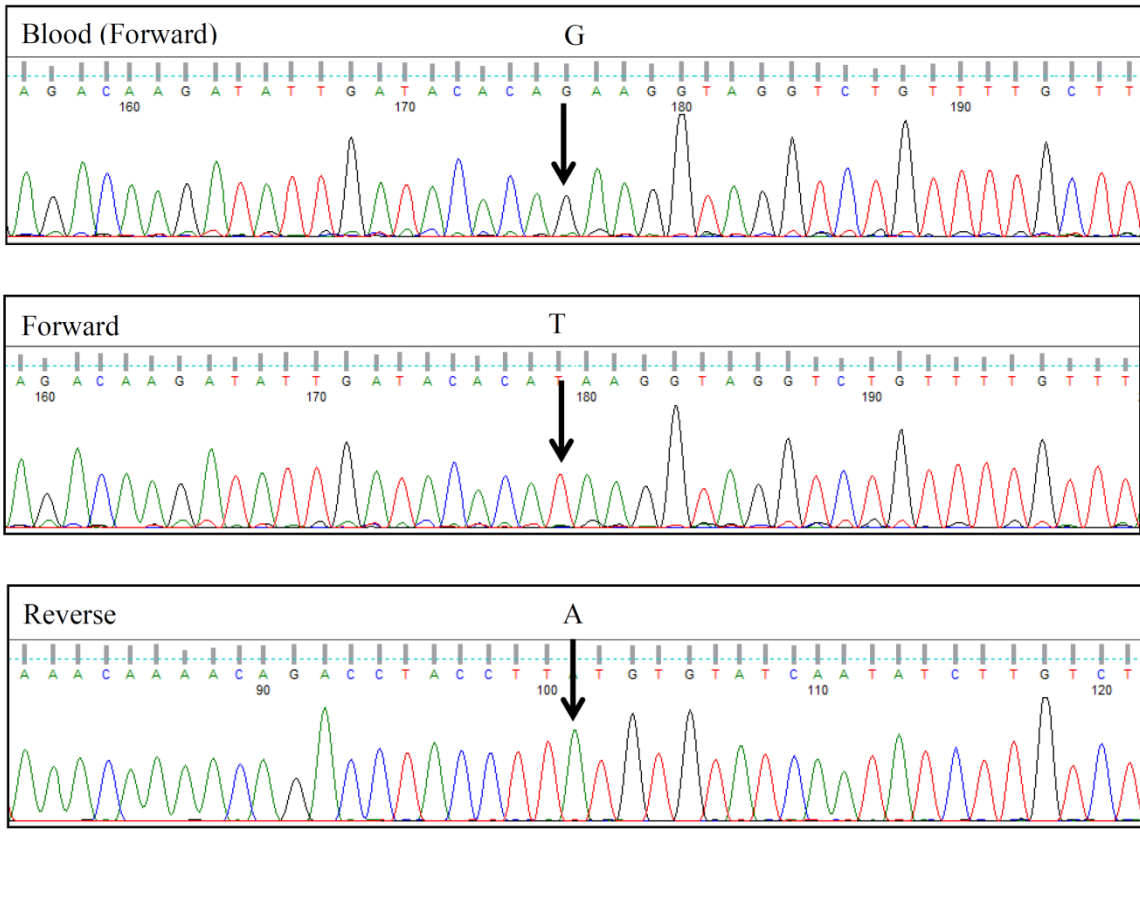 Blood (Forward) G
A G A C A A G A T A T T G A T A C A C A G A A G G T A G G T C T G T T T T G C T T
160 170 180 190
Forward T
A G A C A A G A T A T T G A T A C A C A T A A G G T A G G T C T G T T T T G T T T
160 170 180 190
Reverse A
A A A C A A A A C A G A C C T A C C T T A T G T G T A T C A A T A T C T T G T C T
90 100 110 120